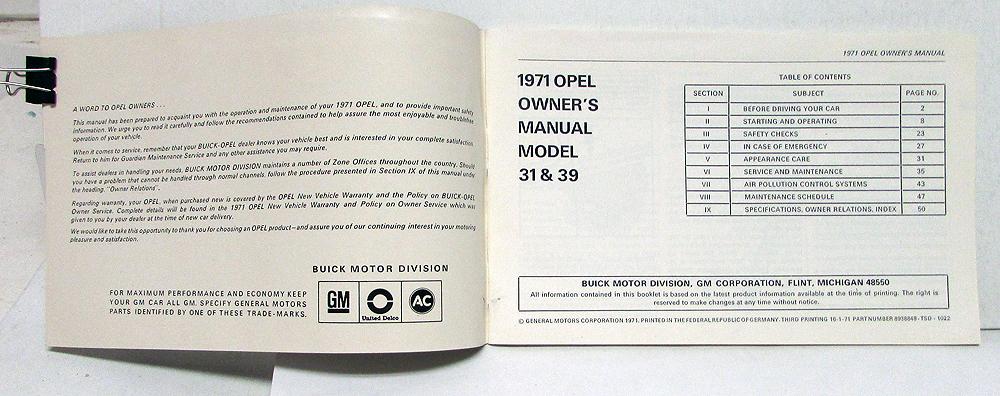 A WORD TO OPEL OWNERS . . .
This manual has been prepared to acquaint you with the operation and maintenance of your 1971 OPEL, and to provide important safety
information. We urge you to read it carefully and follow the recommendations contained to help assure the most enjoyable and troublefree
operation of your vehicle.
When it comes to service, remember that your BUICK-OPEL dealer knows your vehicle best and is interested in your complete satisfaction.
Return to him for Guardian Maintenance Service and any other assistance you may require.
To assist dealers in handling your needs, BUICK MOTOR DIVISION maintains a number of Zone Offices throughout the country. Should
you have a problem that cannot be handled through normal channels, follow the procedure presented in Section IX of this manual under
the heading, "Owner Relations".
Regarding warranty, your OPEL, when purchased new is covered by the OPEL New Vehicle Warranty and the Policy on BUICK-OPEL
Owner Service. Complete details will be found in the 1971 OPEL New Vehicle Warranty and Policy on Owner Service which was
given to you by your dealer at the time of new car delivery.
We would like to take this opportunity to thank you for choosing an OPEL product—and assure you of our continuing interest in your motoring
pleasure and satisfaction.
BUICK MOTOR DIVISION
FOR MAXIMUM PERFORMANCE AND ECONOMY KEEP
YOUR GM CAR ALL GM. SPECIFY GENERAL MOTORS
PARTS IDENTIFIED BY ONE OF THESE TRADE-MARKS.
GM
United Delco
AC
1971 OPEL OWNER'S MANUAL
1971 OPEL
OWNER'S
MANUAL
MODEL
31 & 39
TABLE OF CONTENTS
SECTION SUBJECT PAGE NO.
I BEFORE DRIVING YOUR CAR 2
II STARTING AND OPERATING 8
III SAFETY CHECKS 23
IV IN CASE OF EMERGENCY 27
V APPEARANCE CARE 31
VI SERVICE AND MAINTENANCE 35
VII AIR POLLUTION CONTROL SYSTEMS 43
VIII MAINTENANCE SCHEDULE 47
IX SPECIFICATIONS, OWNER RELATIONS, INDEX 50
BUICK MOTOR DIVISION, GM CORPORATION, FLINT, MICHIGAN 48550
All information contained in this booklet is based on the latest product information available at the time of printing. The right is
reserved to make changes at any time without notice.
© GENERAL MOTORS CORPORATION 1971. PRINTED IN THE FEDERAL REPUBLIC OF GERMANY. THIRD PRINTING 16-1-71 PART NUMBER 8938848 - TSD - 1022